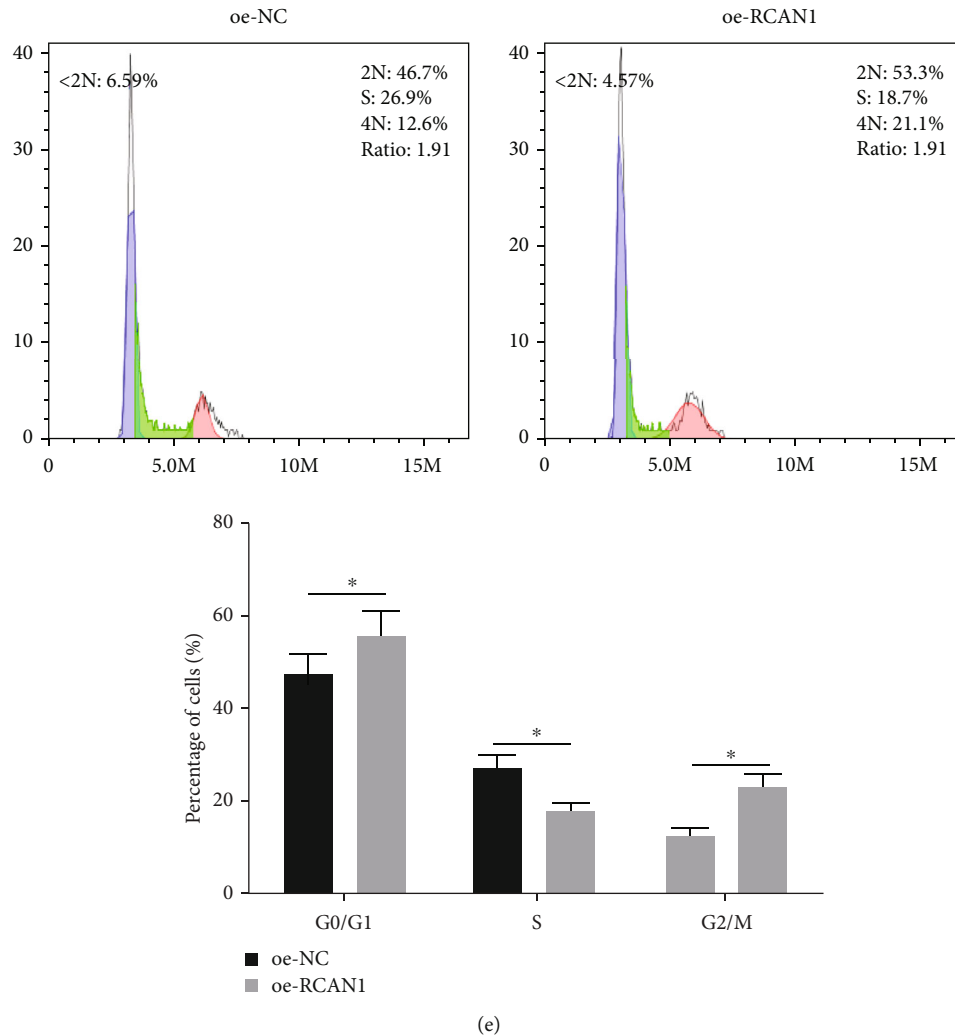 oe-NC
oe-RCAN1
40
30
20
10
0
<2N: 6.59%
2N: 46.7%
S: 26.9%
4N: 12.6%
Ratio: 1.91
0
5.0M
10M
15M
40
30
20
10
0
<2N: 4.57%
2N: 53.3%
S: 18.7%
4N: 21.1%
Ratio: 1.91
0
5.0M
10M
15M
Percentage of cells (%)
80
60
40
20
0
*
*
*
G0/G1
S
G2/M
oe-NC
oe-RCAN1
(e)